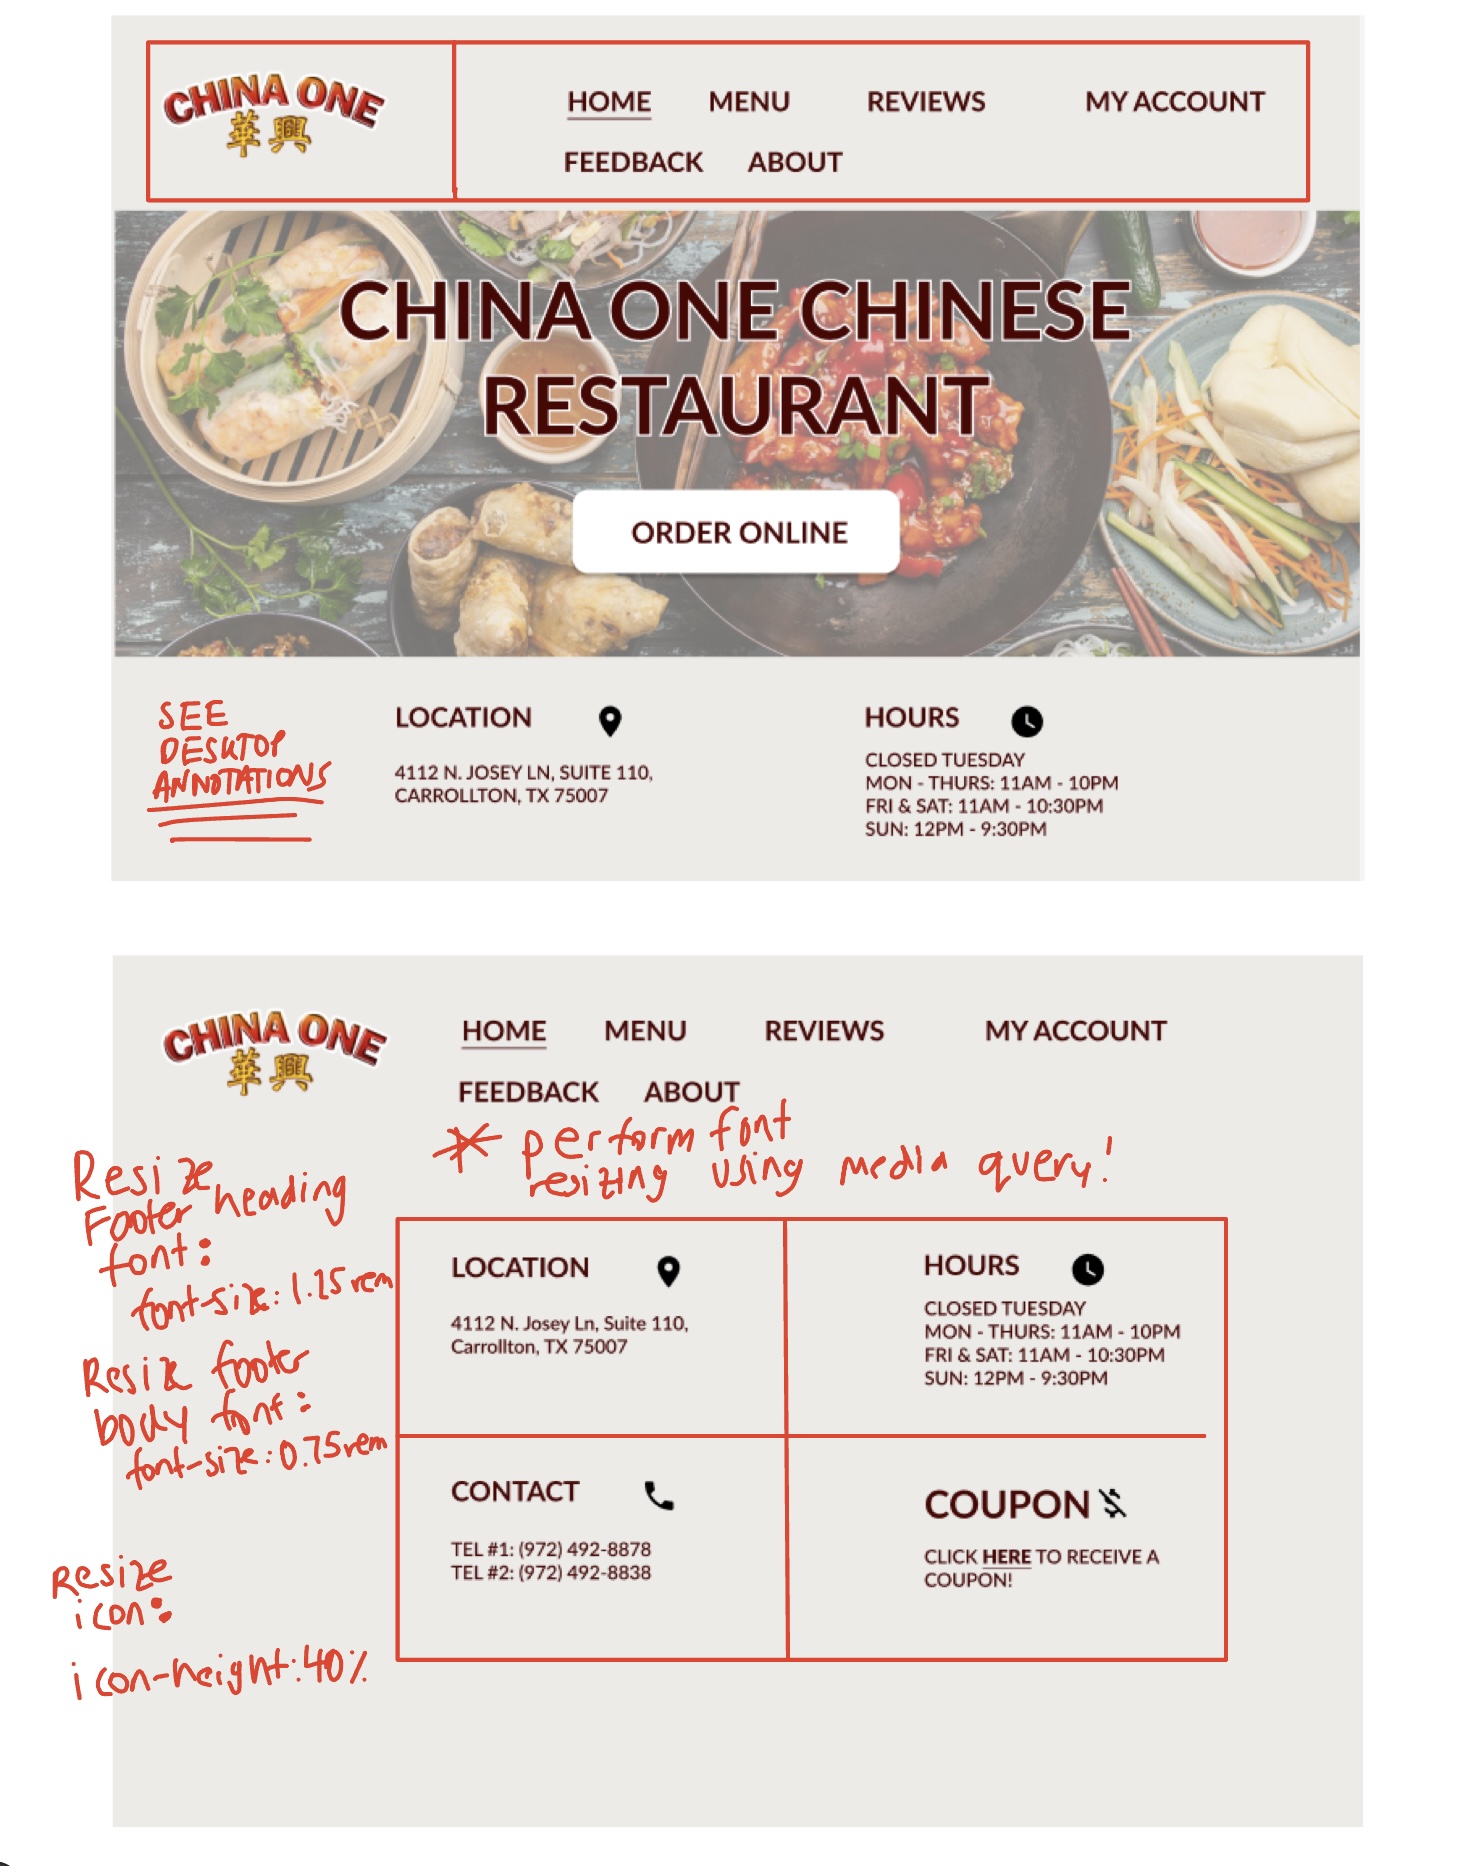 CHINA ONE
華興
HOME MENU REVIEWS MY ACCOUNT
FEEDBACK ABOUT
CHINA ONE CHINESE
RESTAURANT
ORDER ONLINE
SEE
DESKTOP
ANNOTATIONS
LOCATION
4112 N. JOSEY LN, SUITE 110,
CARROLLTON, TX 75007
HOURS
CLOSED TUESDAY
MON - THURS: 11AM - 10PM
FRI & SAT: 11AM - 10:30PM
SUN: 12PM - 9:30PM
CHINA ONE
華興
HOME MENU REVIEWS MY ACCOUNT
FEEDBACK ABOUT
* perform font
resizing using media query!
Resize
Footer heading
font:
font-size: 1.25rem
Resize footer
body font:
font-size: 0.75rem
Resize
icon:
icon-height: 40%
LOCATION
4112 N. Josey Ln, Suite 110,
Carrollton, TX 75007
HOURS
CLOSED TUESDAY
MON - THURS: 11AM - 10PM
FRI & SAT: 11AM - 10:30PM
SUN: 12PM - 9:30PM
CONTACT
TEL #1: (972) 492-8878
TEL #2: (972) 492-8838
COUPON
CLICK HERE TO RECEIVE A
COUPON!